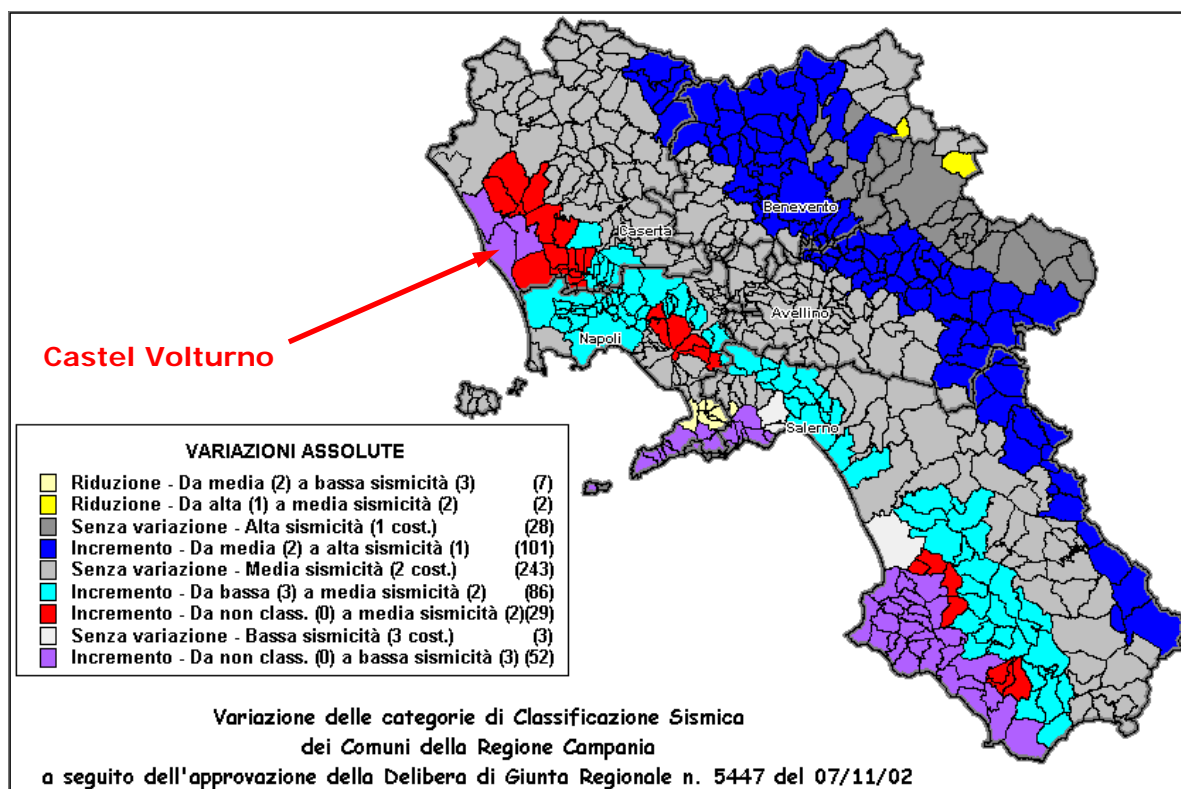 Benevento
Caserta
Avellino
Napoli
Castel Volturno
Salerno
VARIAZIONI ASSOLUTE
Riduzione - Da media (2) a bassa sismicità (3) (7)
Riduzione - Da alta (1) a media sismicità (2) (2)
Senza variazione - Alta sismicità (1 cost.) (28)
Incremento - Da media (2) a alta sismicità (1) (101)
Senza variazione - Media sismicità (2 cost.) (243)
Incremento - Da bassa (3) a media sismicità (2) (86)
Incremento - Da non class. (0) a media sismicità (2)(29)
Senza variazione - Bassa sismicità (3 cost.) (3)
Incremento - Da non class. (0) a bassa sismicità (3) (52)
Variazione delle categorie di Classificazione Sismica
dei Comuni della Regione Campania
a seguito dell'approvazione della Delibera di Giunta Regionale n. 5447 del 07/11/02